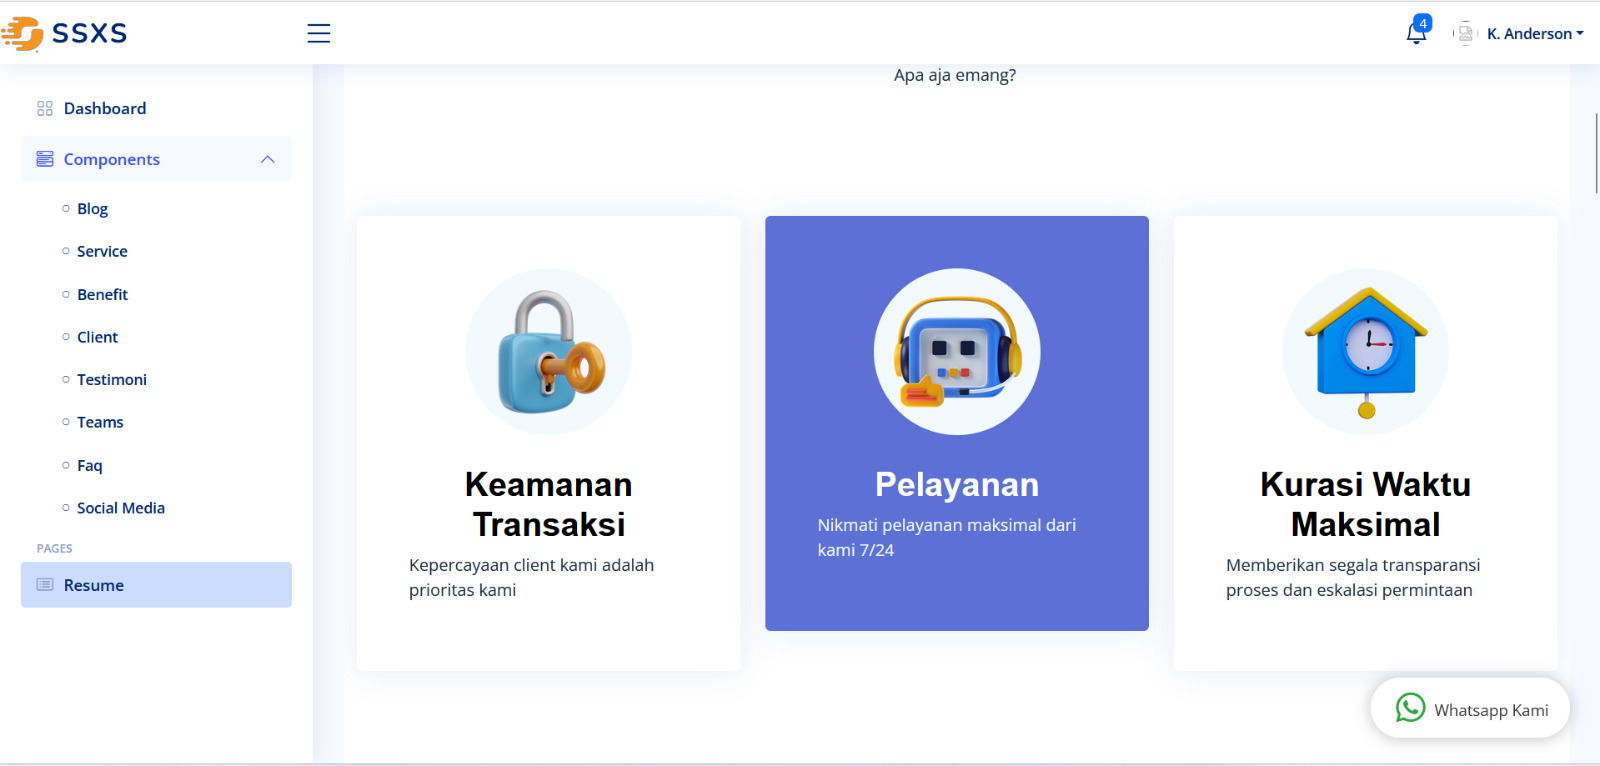 SSXS
4
K. Anderson
Dashboard
Components
Blog
Service
Benefit
Client
Testimoni
Teams
Faq
Social Media
PAGES
Resume
Apa aja emang?
Keamanan
Transaksi
Kepercayaan client kami adalah
prioritas kami
Pelayanan
Nikmati pelayanan maksimal dari
kami 7/24
Kurasi Waktu
Maksimal
Memberikan segala transparansi
proses dan eskalasi permintaan
Whatsapp Kami